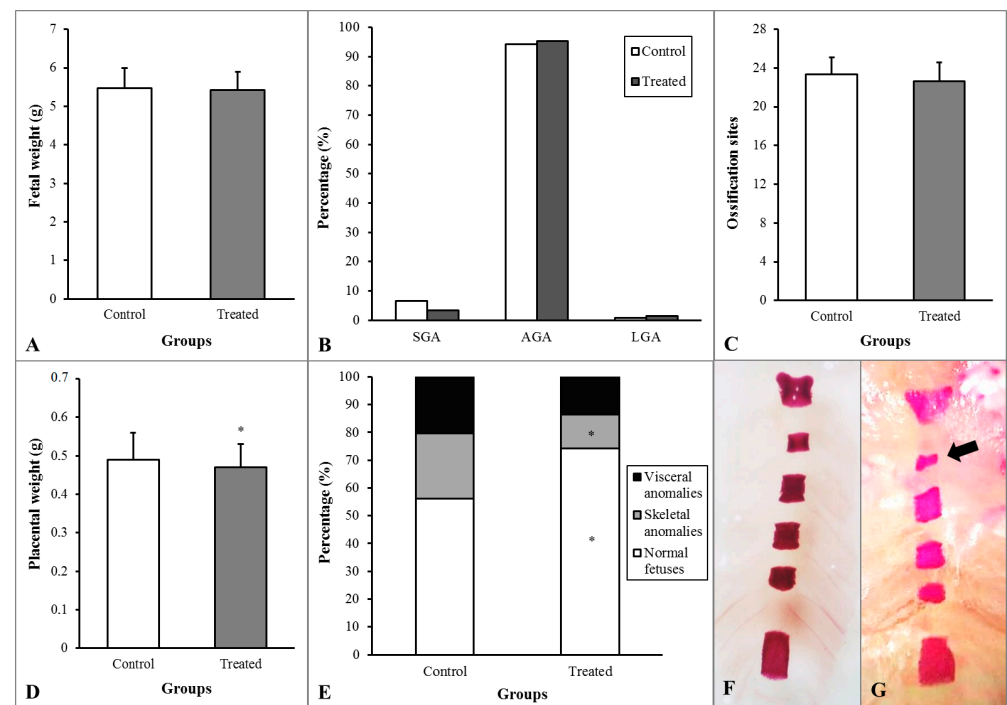 7
6
5
4
3
2
1
0
Fetal weight (g)
Control
Treated
Groups
A
100
90
80
70
60
50
40
30
20
10
0
Percentage (%)
Control
Treated
SGA
AGA
LGA
B
28
24
20
16
12
8
4
0
Ossification sites
Control
Treated
Groups
C
0.7
0.6
0.5
0.4
0.3
0.2
0.1
0
Placental weight (g)
*
Control
Treated
Groups
D
100
90
80
70
60
50
40
30
20
10
0
Percentage (%)
*
*
Visceral
anomalies
Skeletal
anomalies
Normal
fetuses
Control
Treated
Groups
E
F
G